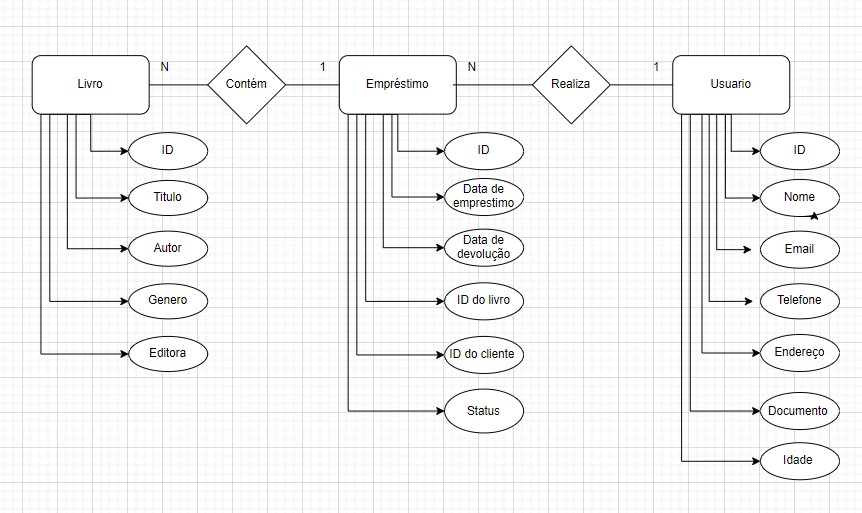 Livro
N
Contém
1
Empréstimo
N
Realiza
1
Usuario
ID
Titulo
Autor
Genero
Editora
ID
Data de
emprestimo
Data de
devolução
ID do livro
ID do cliente
Status
ID
Nome
Email
Telefone
Endereço
Documento
Idade